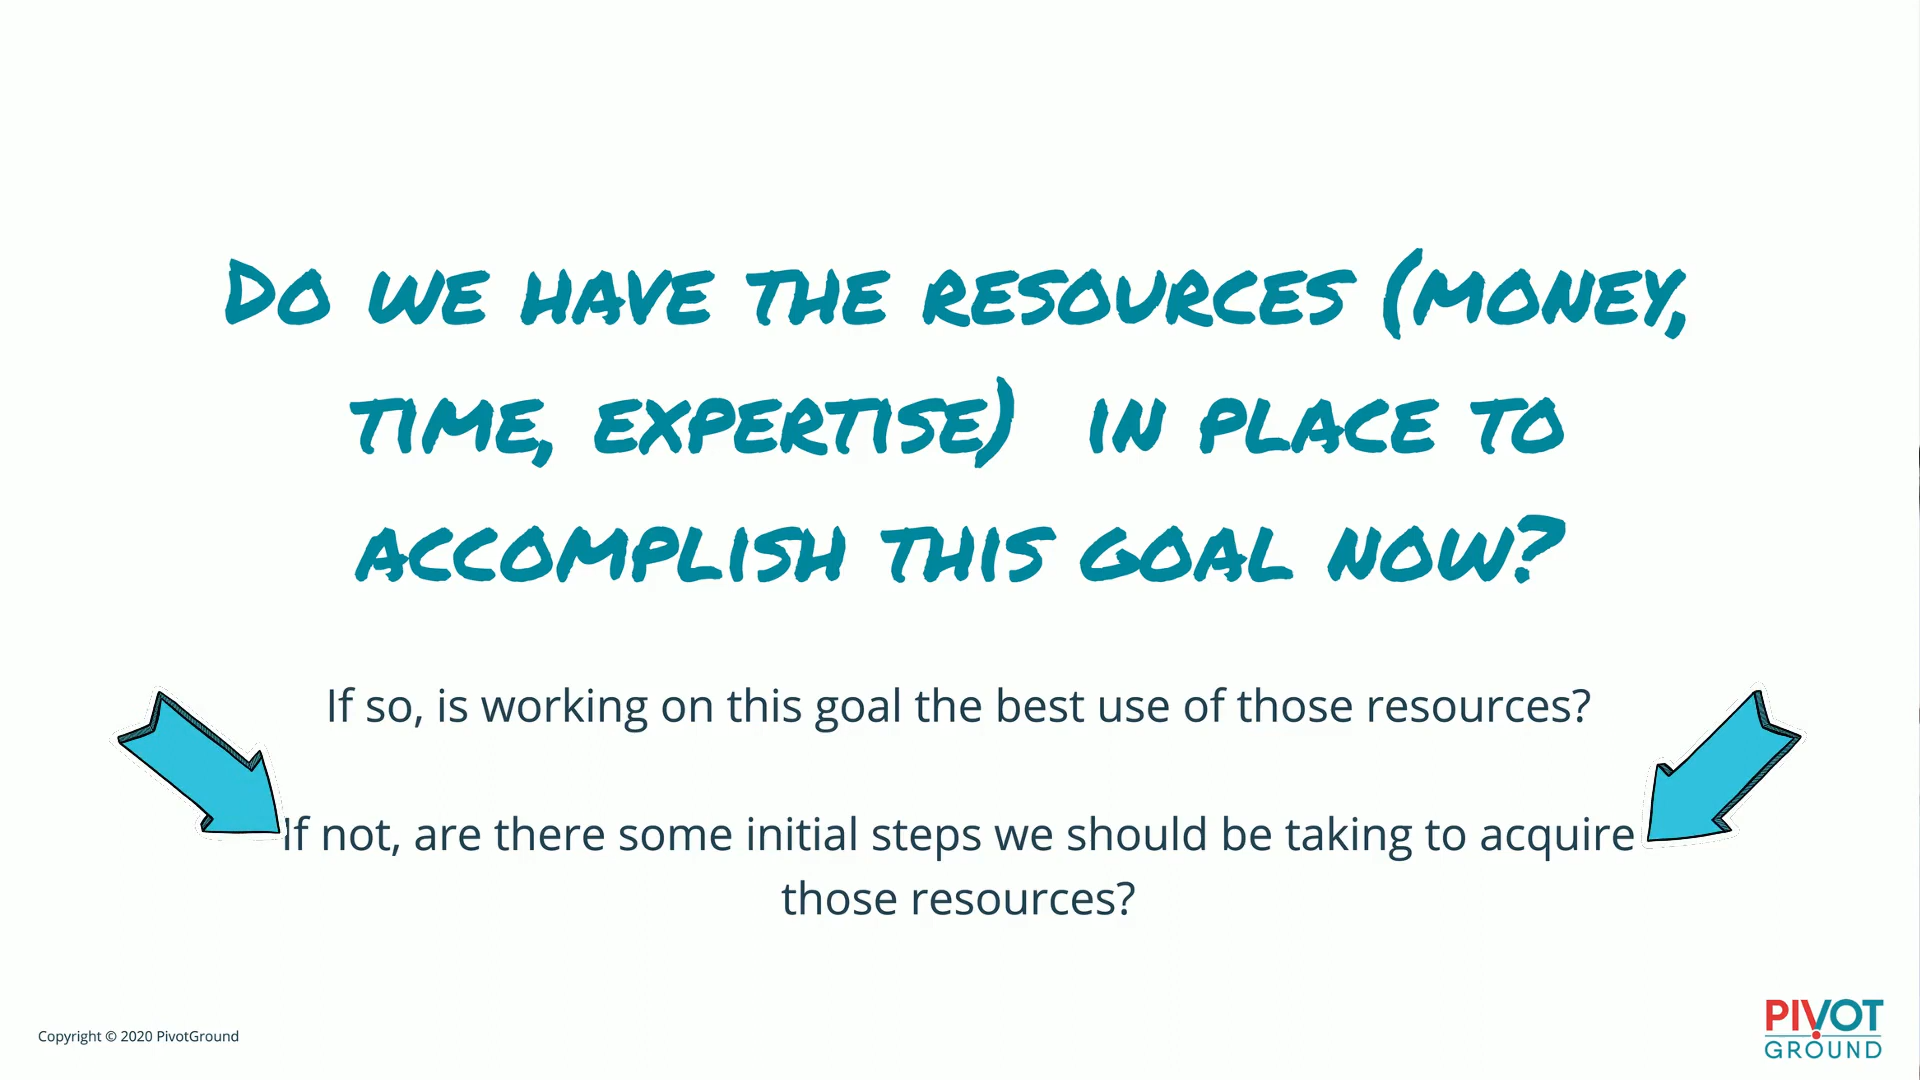 Do we have the resources (money,
time, expertise) in place to
accomplish this goal now?
If so, is working on this goal the best use of those resources?
If not, are there some initial steps we should be taking to acquire
those resources?
Copyright © 2020 PivotGround
PIVOT
GROUND